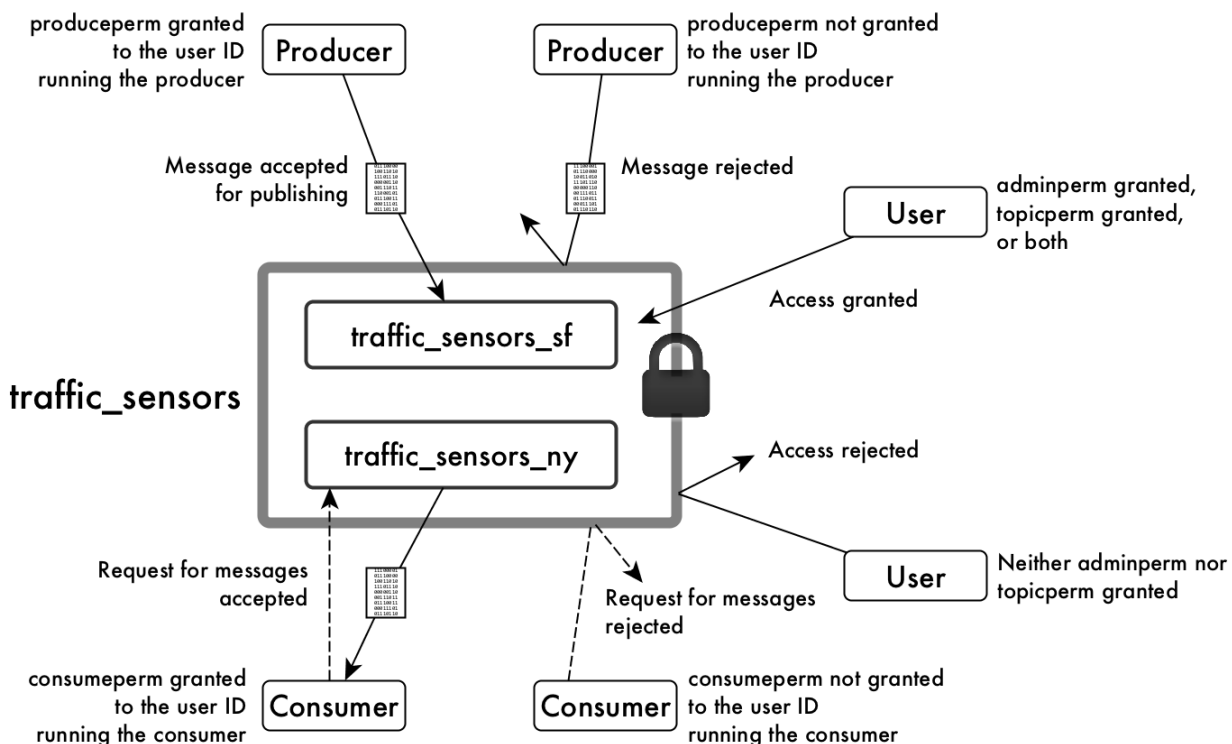 produceperm granted
to the user ID
running the producer
Producer
Producer
produceperm not granted
to the user ID
running the producer
Message accepted
for publishing
Message rejected
User
adminperm granted,
topicperm granted,
or both
Access granted
traffic_sensors_sf
traffic_sensors
traffic_sensors_ny
Access rejected
Request for messages
accepted
Request for messages
rejected
User
Neither adminperm nor
topicperm granted
consumeperm granted
to the user ID
running the consumer
Consumer
Consumer
consumeperm not granted
to the user ID
running the consumer